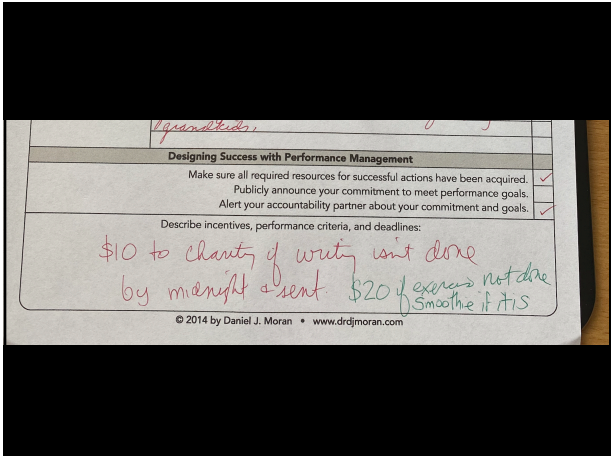 grandkids.
Designing Success with Performance Management
Make sure all required resources for successful actions have been acquired. ✓
Publicly announce your commitment to meet performance goals.
Alert your accountability partner about your commitment and goals. ✓
Describe incentives, performance criteria, and deadlines:
$10 to charity if writing isn't done
by midnight & sent. $20 if exercise not done
Smoothie if it is
© 2014 by Daniel J. Moran • www.drdjmoran.com